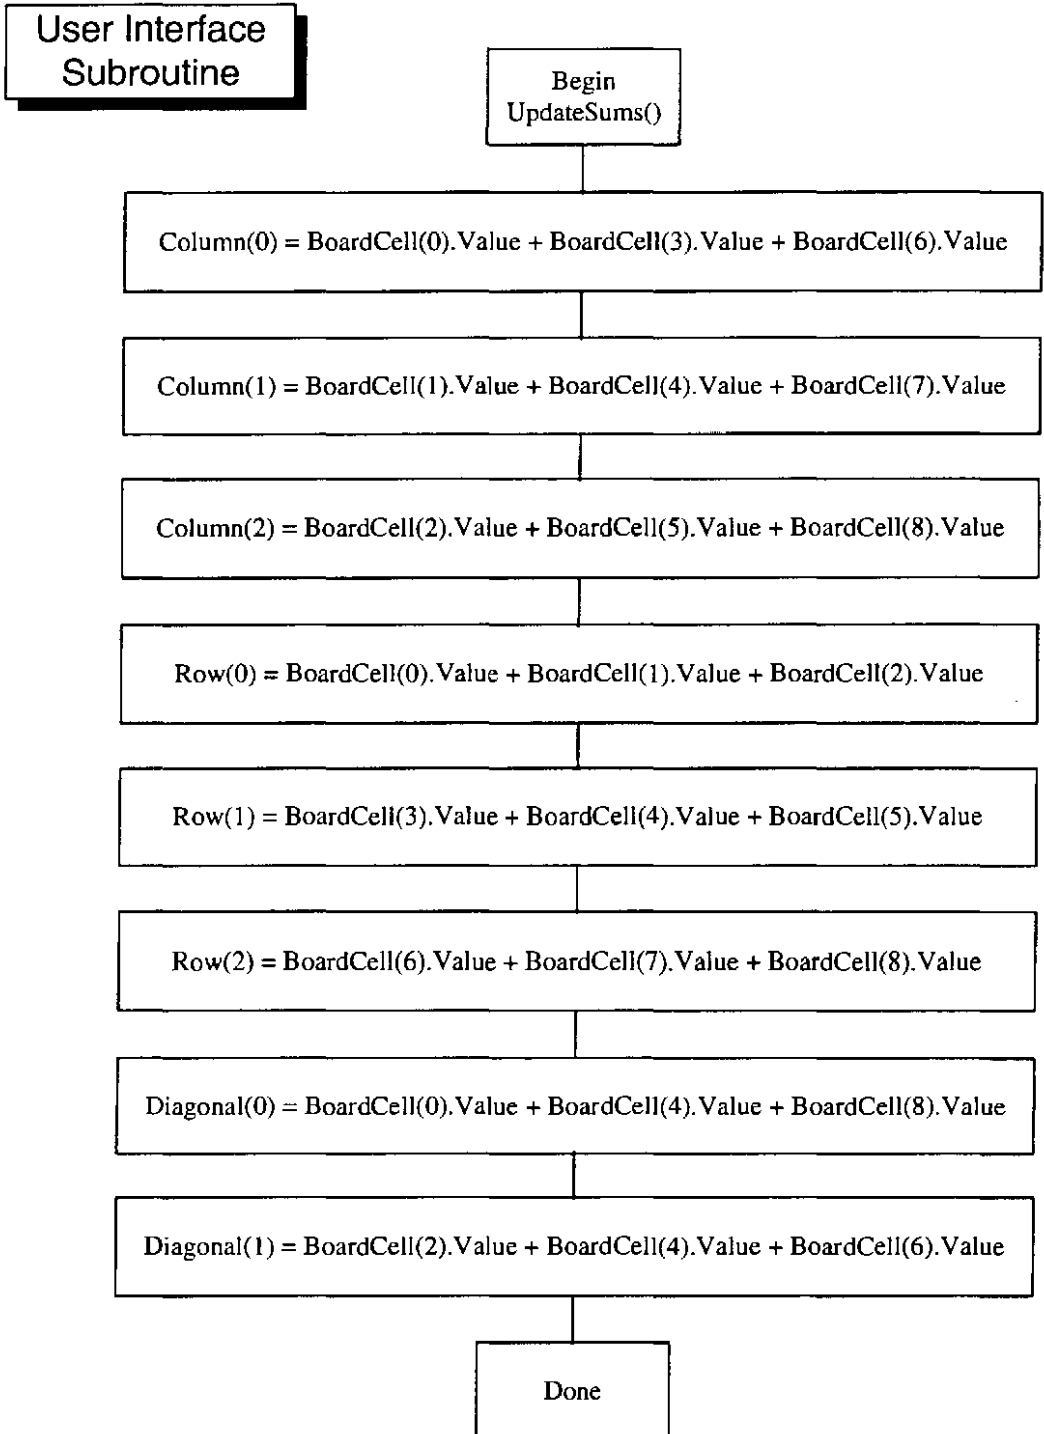 User Interface
Subroutine
Begin
UpdateSums()
Column(0) = BoardCell(0).Value + BoardCell(3).Value + BoardCell(6).Value
Column(1) = BoardCell(1).Value + BoardCell(4).Value + BoardCell(7).Value
Column(2) = BoardCell(2).Value + BoardCell(5).Value + BoardCell(8).Value
Row(0) = BoardCell(0).Value + BoardCell(1).Value + BoardCell(2).Value
Row(1) = BoardCell(3).Value + BoardCell(4).Value + BoardCell(5).Value
Row(2) = BoardCell(6).Value + BoardCell(7).Value + BoardCell(8).Value
Diagonal(0) = BoardCell(0).Value + BoardCell(4).Value + BoardCell(8).Value
Diagonal(1) = BoardCell(2).Value + BoardCell(4).Value + BoardCell(6).Value
Done